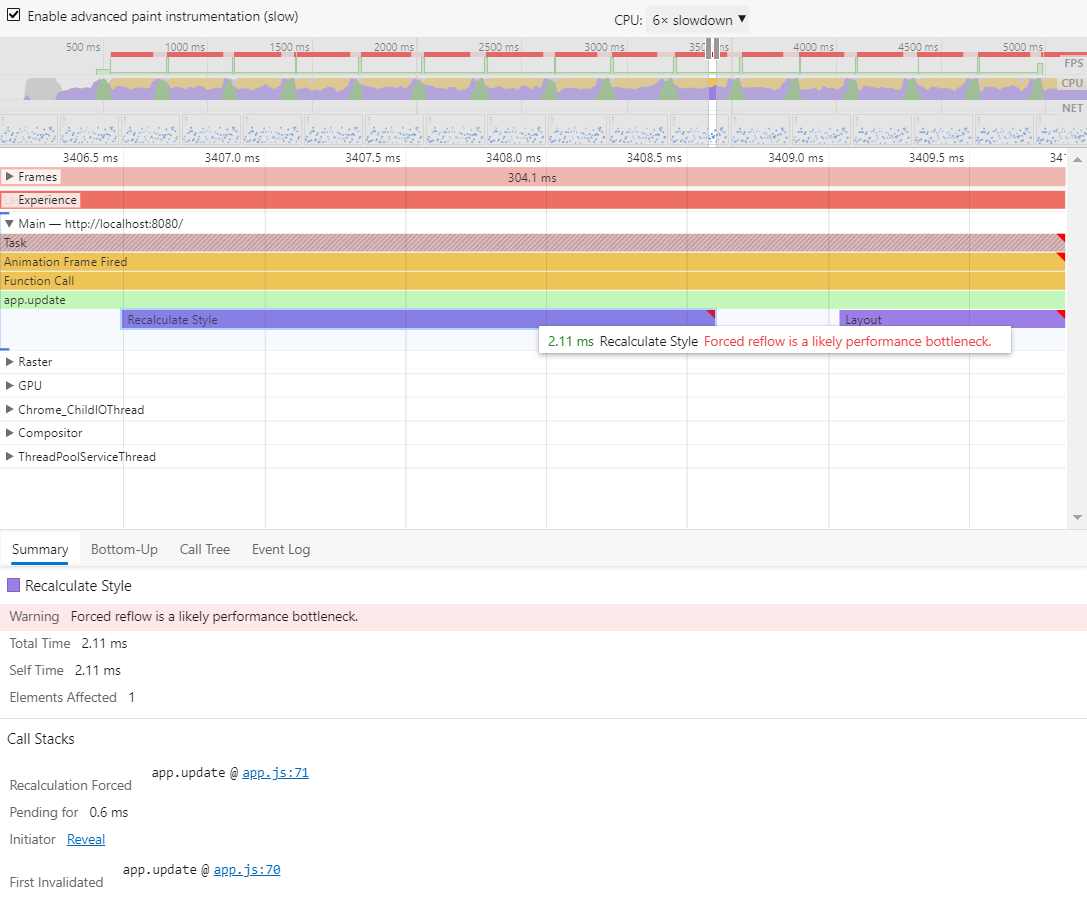 Enable advanced paint instrumentation (slow)
CPU: 6× slowdown ▼
500 ms 1000 ms 1500 ms 2000 ms 2500 ms 3000 ms 4000 ms 4500 ms 5000 ms
FPS
CPU
NET
3406.5 ms 3407.0 ms 3407.5 ms 3408.0 ms 3408.5 ms 3409.0 ms 3409.5 ms
Frames 304.1 ms
Experience
Main — http://localhost:8080/
Task
Animation Frame Fired
Function Call
app.update
Recalculate Style Layout
2.11 ms Recalculate Style Forced reflow is a likely performance bottleneck.
Raster
GPU
Chrome_ChildIOThread
Compositor
ThreadPoolServiceThread
Summary Bottom-Up Call Tree Event Log
Recalculate Style
Warning Forced reflow is a likely performance bottleneck.
Total Time 2.11 ms
Self Time 2.11 ms
Elements Affected 1
Call Stacks
app.update @ app.js:71
Recalculation Forced
Pending for 0.6 ms
Initiator Reveal
app.update @ app.js:70
First Invalidated